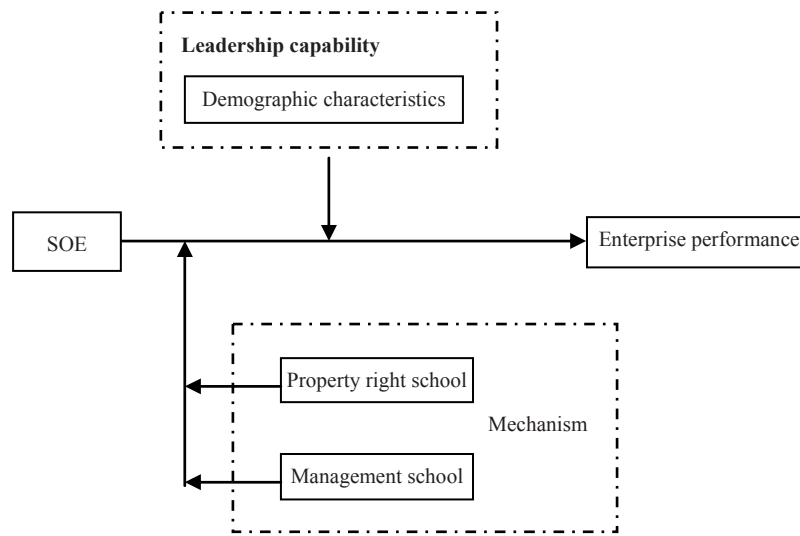 Leadership capability
Demographic characteristics
SOE
Enterprise performance
Property right school
Mechanism
Management school